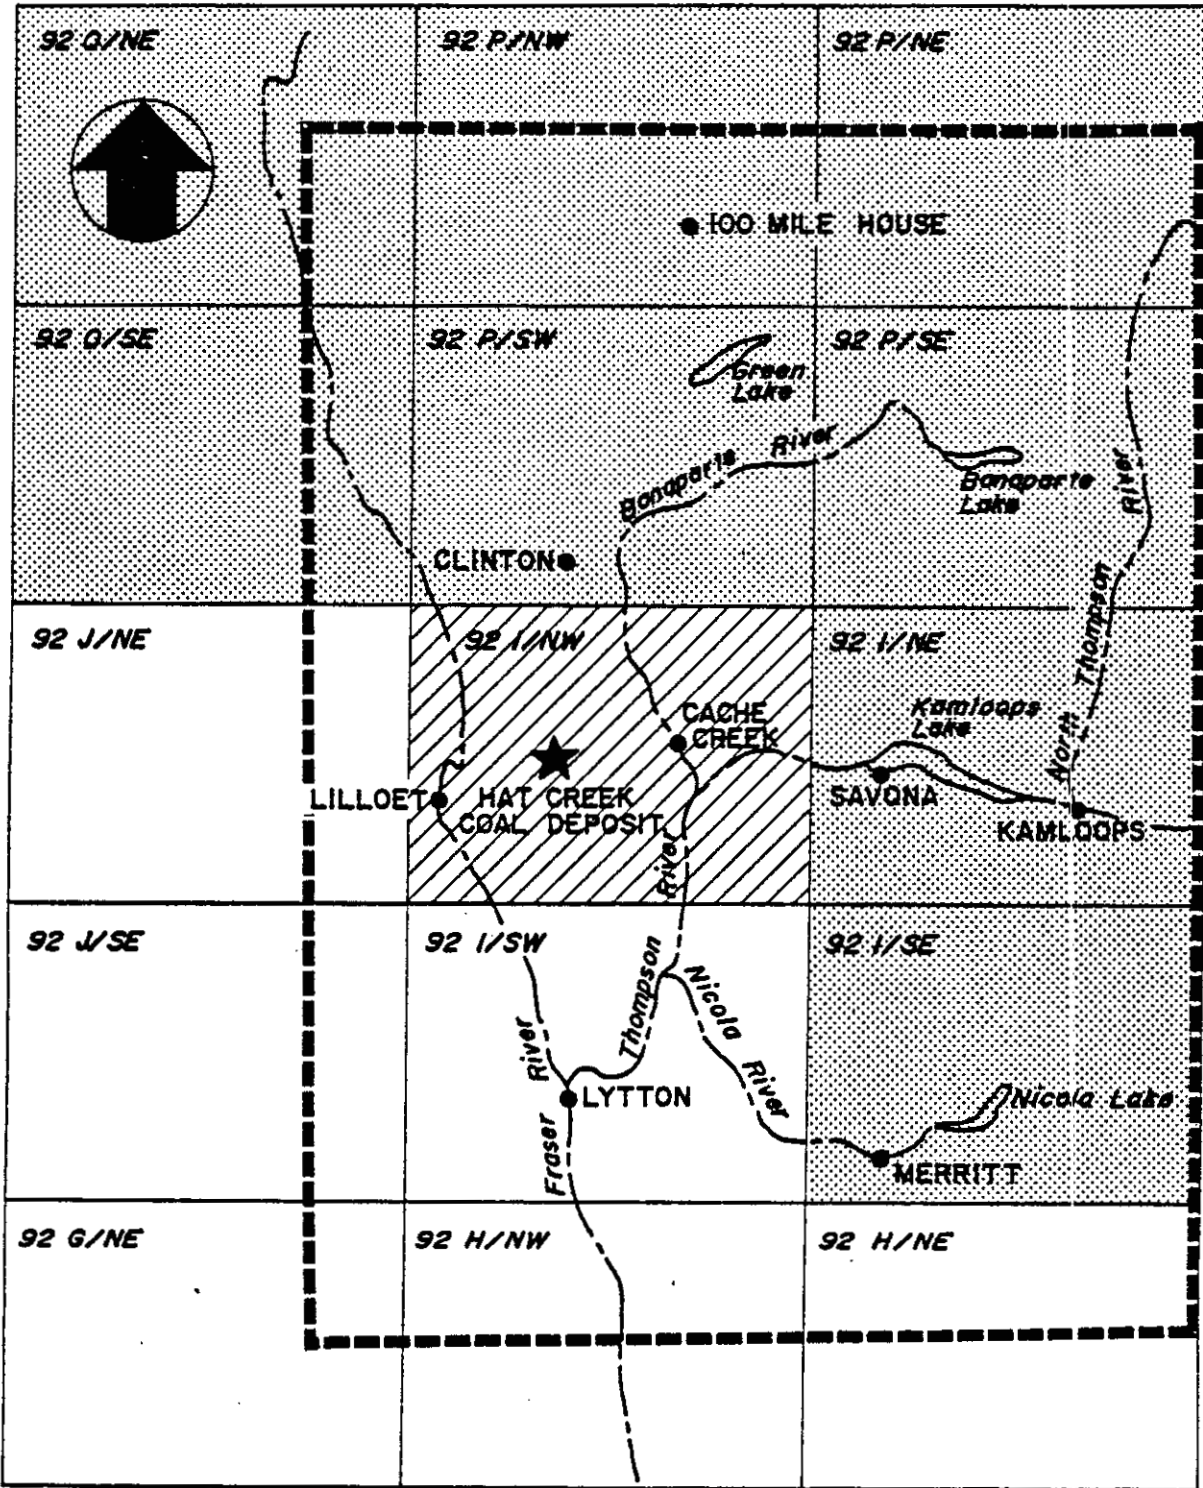 92 O/NE
92 P/NW
92 P/NE
100 MILE HOUSE
92 O/SE
92 P/SW
92 P/SE
Green
Lake
Bonaparte River
Bonaparte
Lake
CLINTON
92 J/NE
92 I/NW
92 I/NE
North Thompson River
Kamloops
Lake
CACHE
CREEK
LILLOET
HAT CREEK
COAL DEPOSIT
SAVONA
KAMLOOPS
92 J/SE
92 I/SW
92 I/SE
Thompson River
Nicola River
Fraser River
LYTTON
Nicola Lake
MERRITT
92 G/NE
92 H/NW
92 H/NE